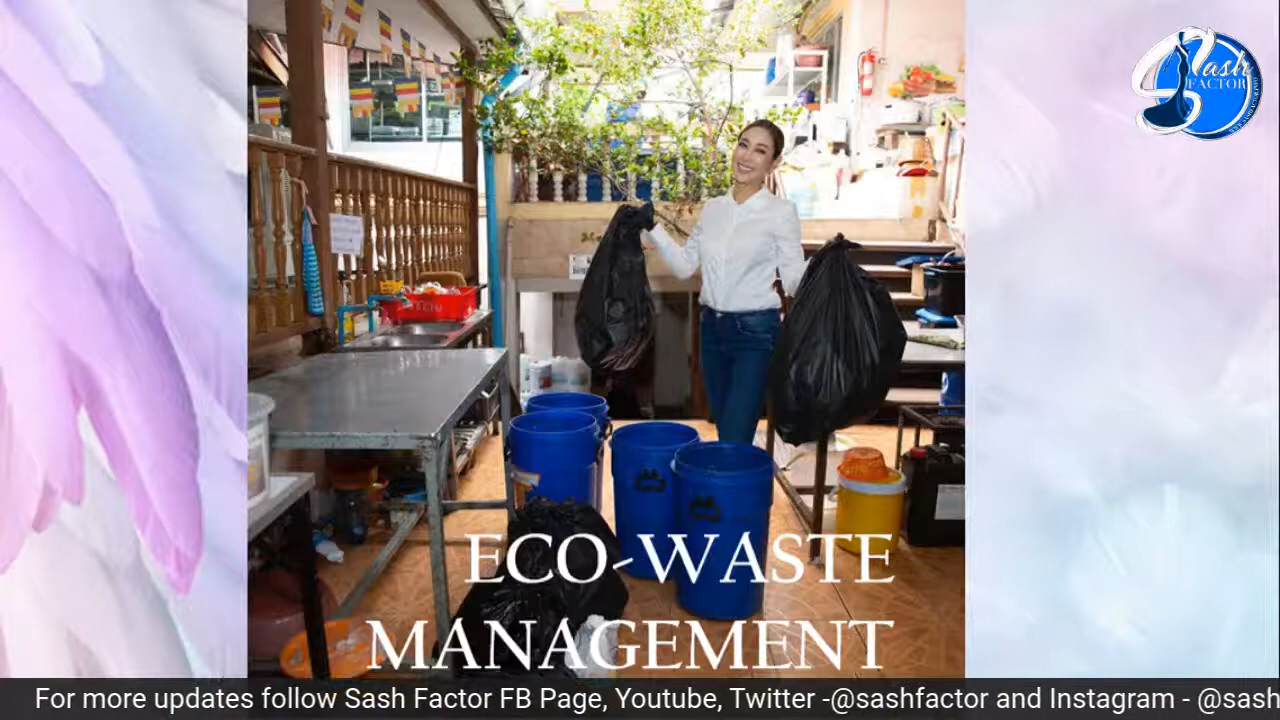 Sash
FACTOR
ECO-WASTE
MANAGEMENT
For more updates follow Sash Factor FB Page, Youtube, Twitter -@sashfactor and Instagram - @sash